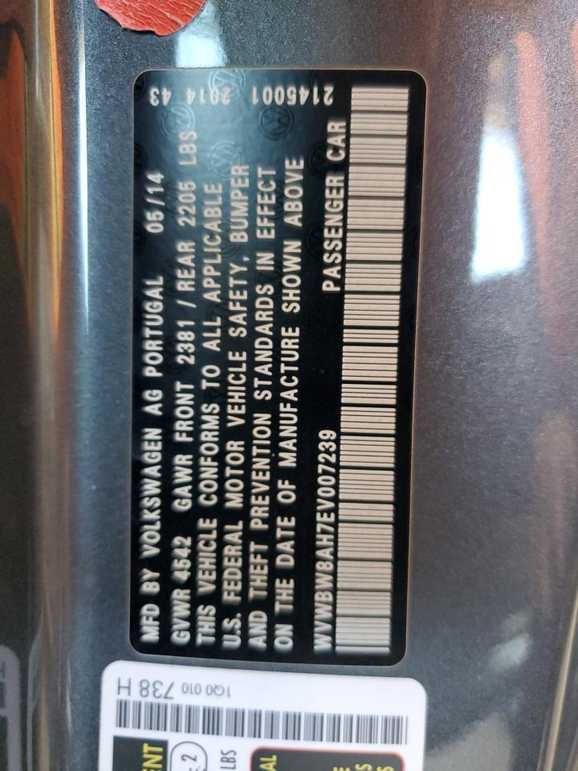 MFD BY VOLKSWAGEN AG PORTUGAL 05/14 2014 43
GVWR 4542 GAWR FRONT 2381 / REAR 2205 LBS
THIS VEHICLE CONFORMS TO ALL APPLICABLE
U.S. FEDERAL MOTOR VEHICLE SAFETY, BUMPER
AND THEFT PREVENTION STANDARDS IN EFFECT
ON THE DATE OF MANUFACTURE SHOWN ABOVE
2145001
WVWBW8AH7EV007239 PASSENGER CAR
1Q0 010 738 H
LBS